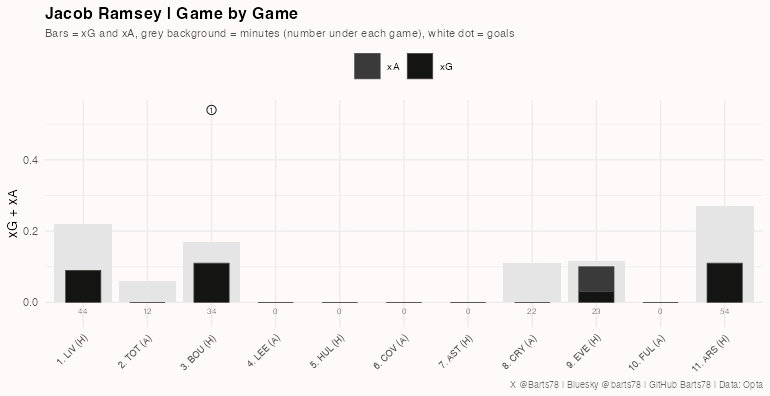 Jacob Ramsey | Game by Game
Bars = xG and xA, grey background = minutes (number under each game), white dot = goals
xA xG
1
xG + xA
0.4
0.2
0.0
44 12 34 0 0 0 0 22 23 0 54
1. LIV (H) 2. TOT (A) 3. BOU (H) 4. LEE (A) 5. HUL (H) 6. COV (A) 7. AST (H) 8. CRY (A) 9. EVE (H) 10. FUL (A) 11. ARS (H)
X @Barts78 | Bluesky @barts78 | GitHub Barts78 | Data: Opta